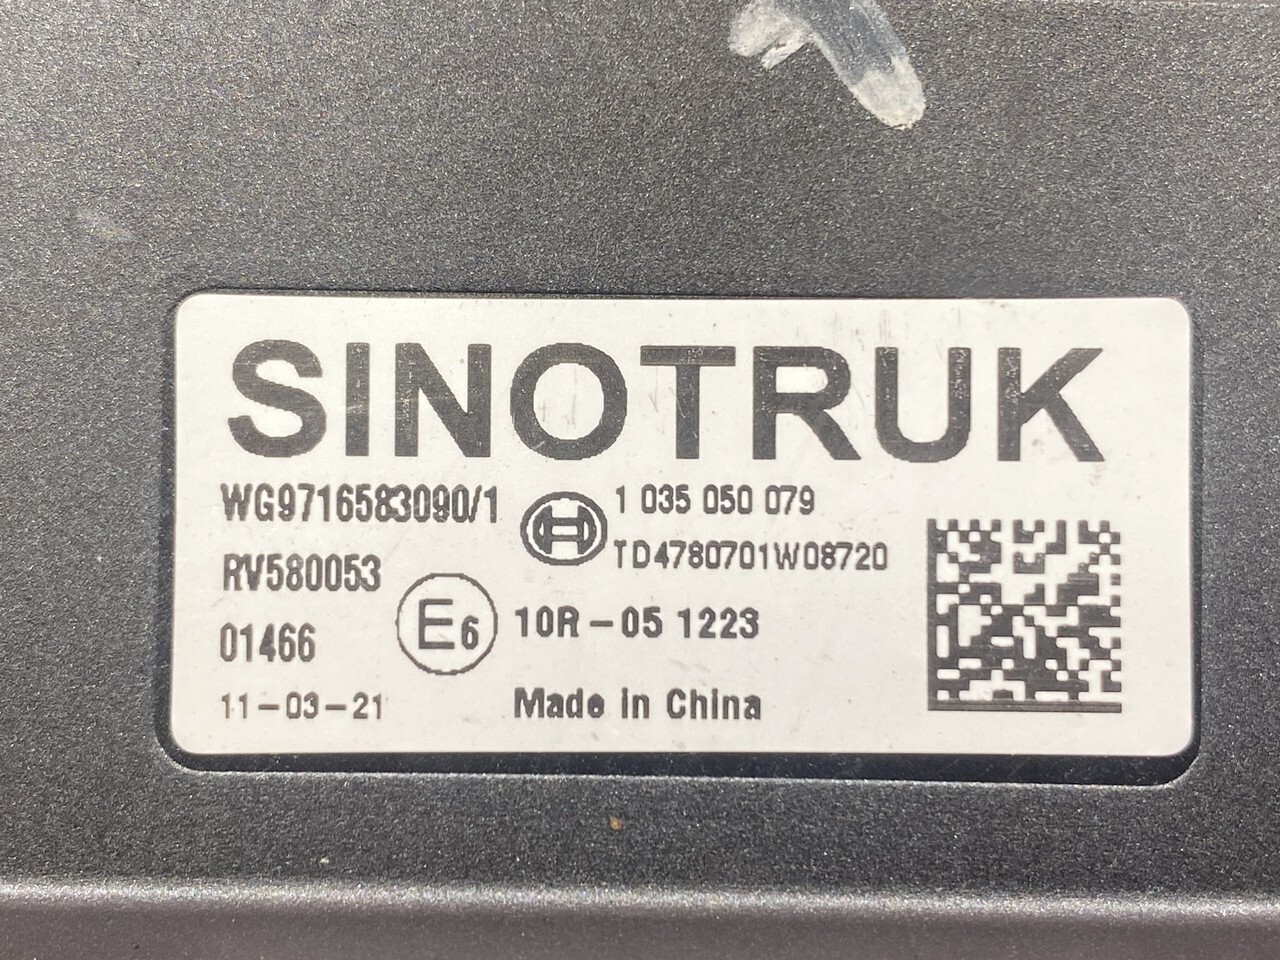 SINOTRUK
WG9716583090/1
1 035 050 079
TD4780701W08720
RV580053
E6
10R-05 1223
01466
11-03-21
Made in China